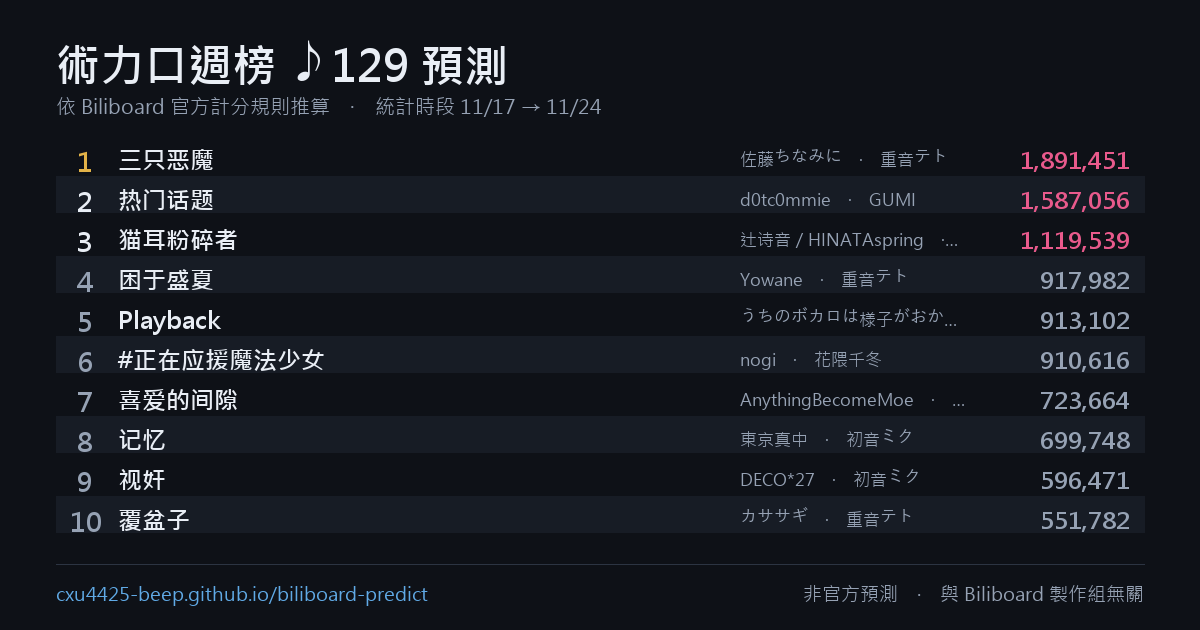 術力口週榜 ♪129 預測
依 Biliboard 官方計分規則推算 · 統計時段 11/17 → 11/24
1 三只恶魔 佐藤ちなみに · 重音テト 1,891,451
2 热门话题 d0tc0mmie · GUMI 1,587,056
3 猫耳粉碎者 辻诗音 / HINATAspring ·… 1,119,539
4 困于盛夏 Yowane · 重音テト 917,982
5 Playback うちのボカロは様子がおか… 913,102
6 #正在应援魔法少女 nogi · 花隈千冬 910,616
7 喜爱的间隙 AnythingBecomeMoe · … 723,664
8 记忆 東京真中 · 初音ミク 699,748
9 视奸 DECO*27 · 初音ミク 596,471
10 覆盆子 カササギ · 重音テト 551,782
cxu4425-beep.github.io/biliboard-predict 非官方預測 · 與 Biliboard 製作組無關